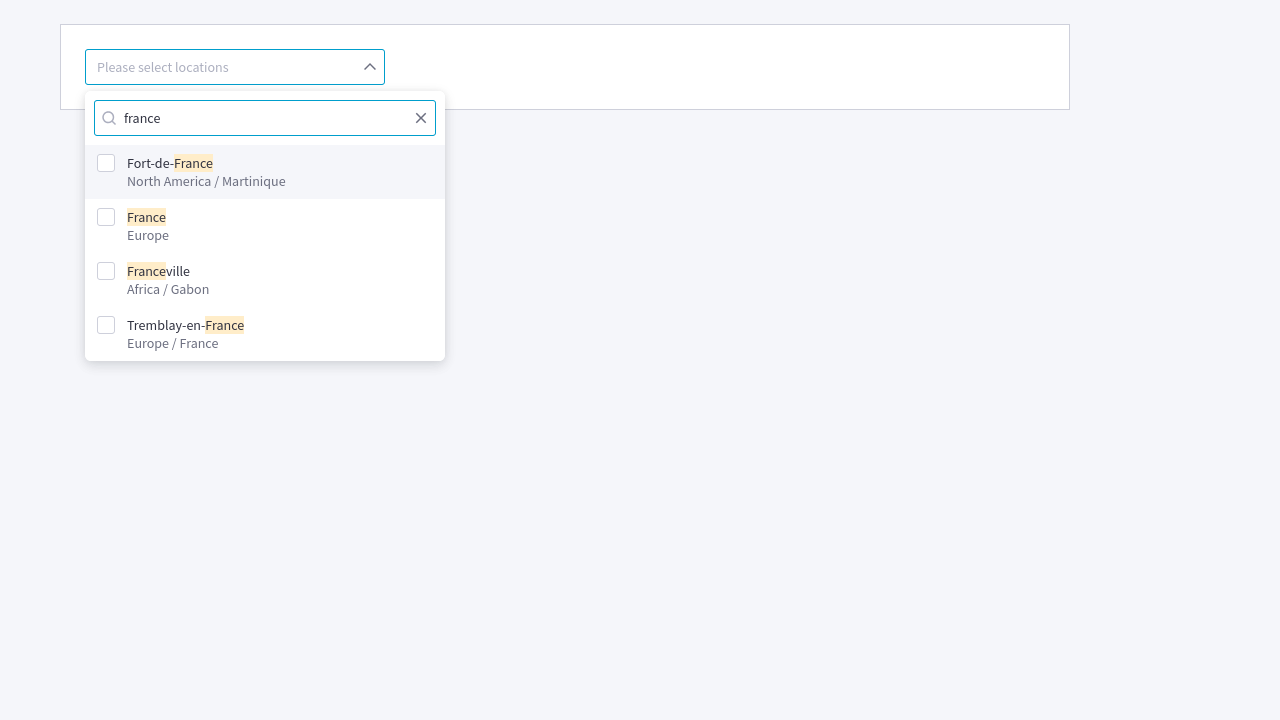 Please select locations
france
Fort-de-France
North America / Martinique
France
Europe
Franceville
Africa / Gabon
Tremblay-en-France
Europe / France